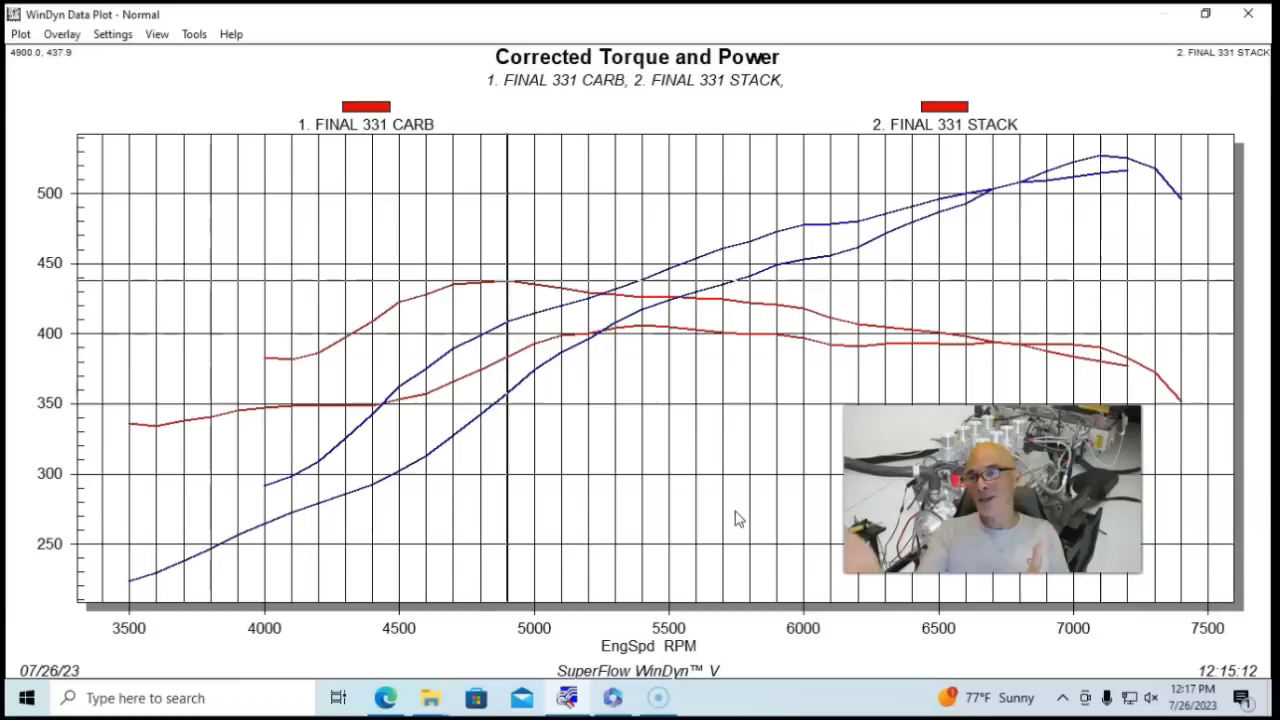 WinDyn Data Plot - Normal
Plot Overlay Settings View Tools Help
4900.0, 437.9
2. FINAL 331 STACK
Corrected Torque and Power
1. FINAL 331 CARB, 2. FINAL 331 STACK,
1. FINAL 331 CARB
2. FINAL 331 STACK
500
450
400
350
300
250
3500 4000 4500 5000 5500 6000 6500 7000 7500
EngSpd RPM
07/26/23
SuperFlow WinDyn™ V
12:15:12
Type here to search
77°F Sunny
12:17 PM
7/26/2023
1